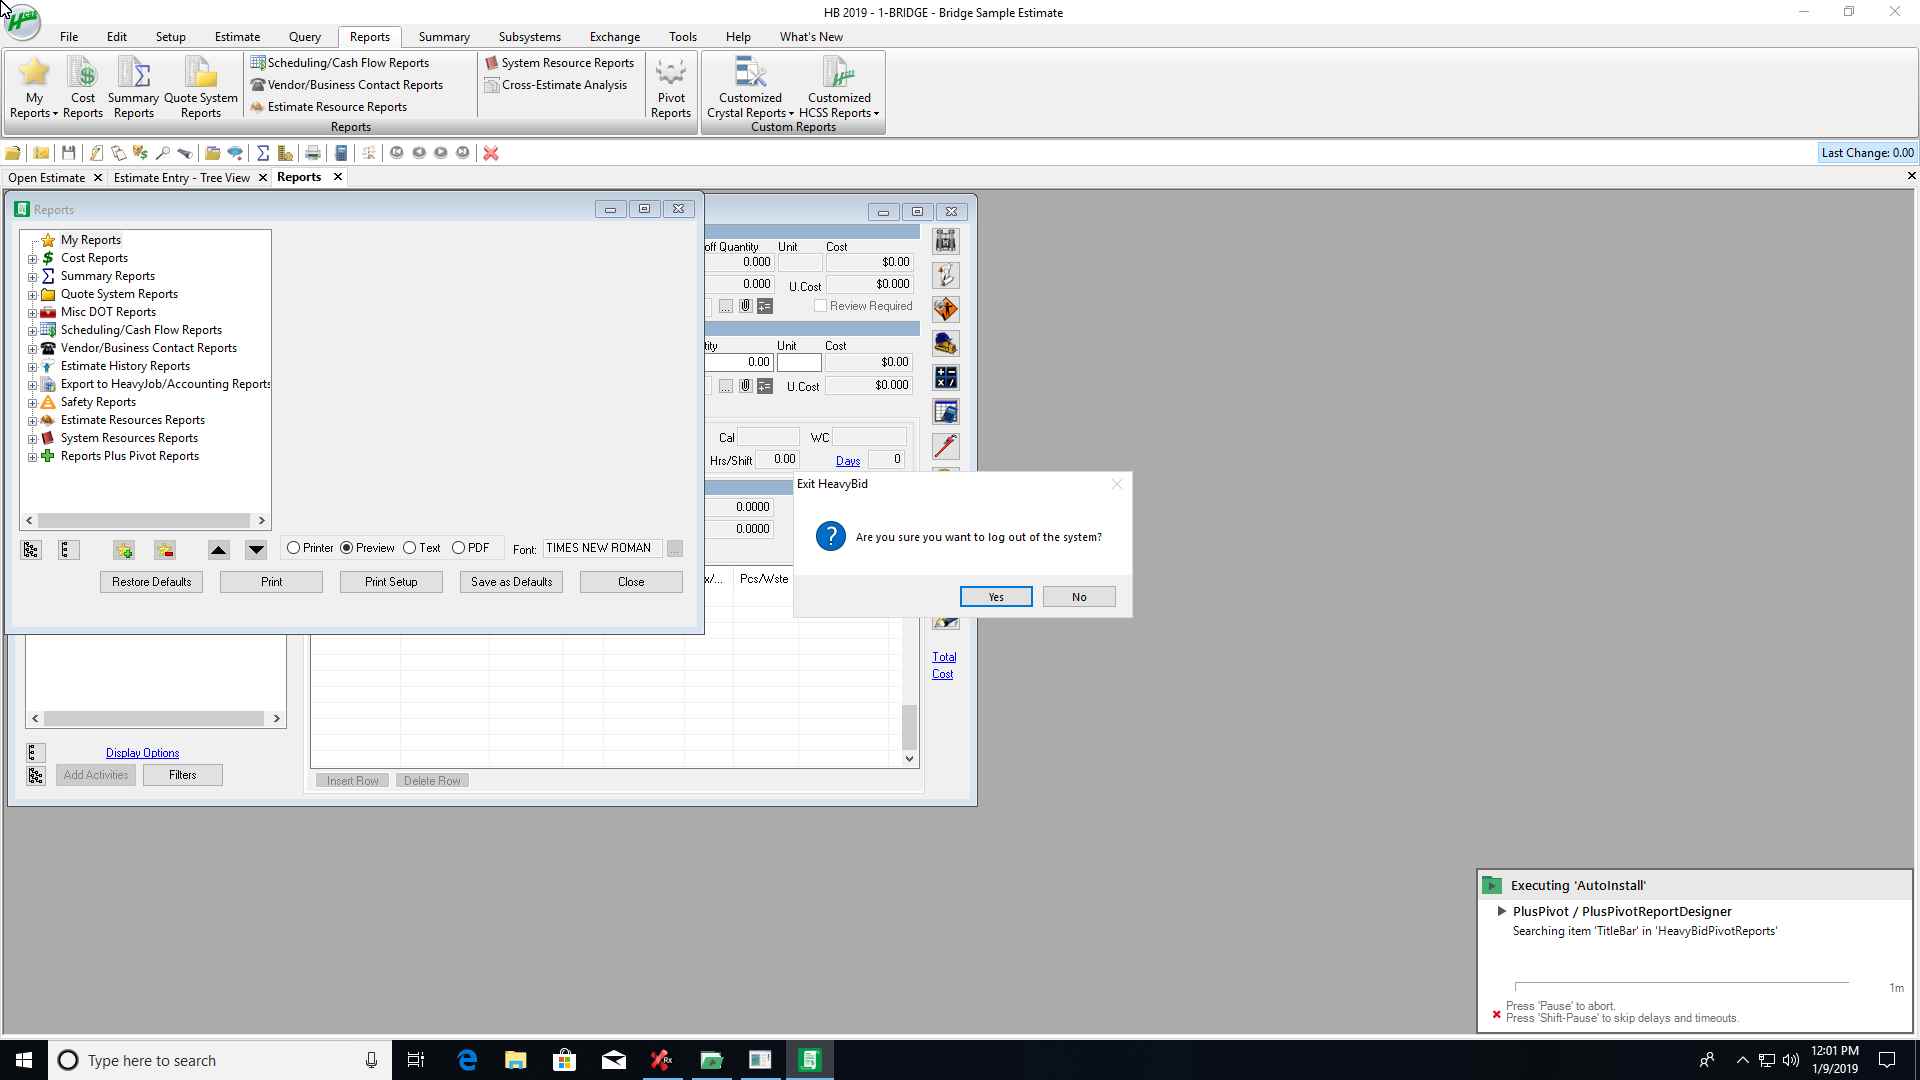 HB 2019 - 1-BRIDGE - Bridge Sample Estimate
File Edit Setup Estimate Query Reports Summary Subsystems Exchange Tools Help What's New
My Reports
Cost Reports
Summary Reports
Quote System Reports
Scheduling/Cash Flow Reports
Vendor/Business Contact Reports
Estimate Resource Reports
System Resource Reports
Cross-Estimate Analysis
Pivot Reports
Customized Crystal Reports
Customized HCSS Reports
Reports
Custom Reports
Last Change: 0.00
Open Estimate
Estimate Entry - Tree View
Reports
Reports
My Reports
Cost Reports
Summary Reports
Quote System Reports
Misc DOT Reports
Scheduling/Cash Flow Reports
Vendor/Business Contact Reports
Estimate History Reports
Export to HeavyJob/Accounting Reports
Safety Reports
Estimate Resources Reports
System Resources Reports
Reports Plus Pivot Reports
Printer Preview Text PDF Font: TIMES NEW ROMAN ...
Restore Defaults Print Print Setup Save as Defaults Close
off Quantity Unit Cost
0.000 $0.00
0.000 U.Cost $0.000
... Review Required
tity Unit Cost
0.00 $0.00
... U.Cost $0.000
Cal WC
Hrs/Shift 0.00 Days 0
0.0000
0.0000
x/... Pcs/Wste
Total
Cost
Exit HeavyBid
Are you sure you want to log out of the system?
Yes No
Display Options
Add Activities Filters
Insert Row Delete Row
Executing 'AutoInstall'
PlusPivot / PlusPivotReportDesigner
Searching item 'TitleBar' in 'HeavyBidPivotReports'
1m
Press 'Pause' to abort.
Press 'Shift-Pause' to skip delays and timeouts.
Type here to search
12:01 PM
1/9/2019